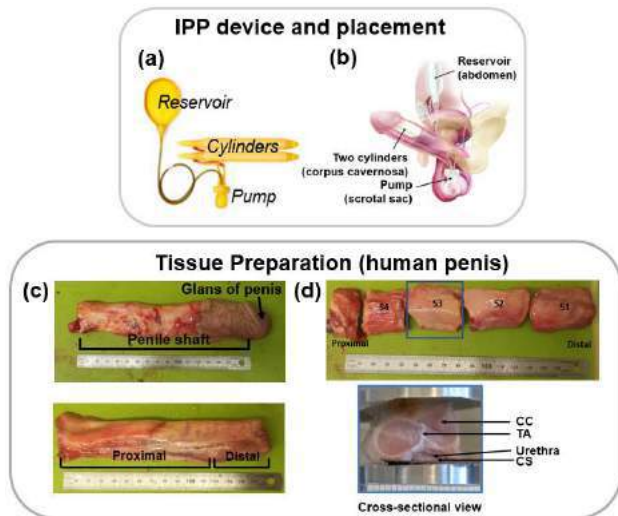 IPP device and placement
(a)
(b)
Reservoir
Cylinders
Pump
Reservoir
(abdomen)
Two cylinders
(corpus cavernosa)
Pump
(scrotal sac)
Tissue Preparation (human penis)
(c)
Glans of penis
Penile shaft
Proximal
Distal
(d)
S4
S3
S2
S1
Proximal
Distal
CC
TA
Urethra
CS
Cross-sectional view